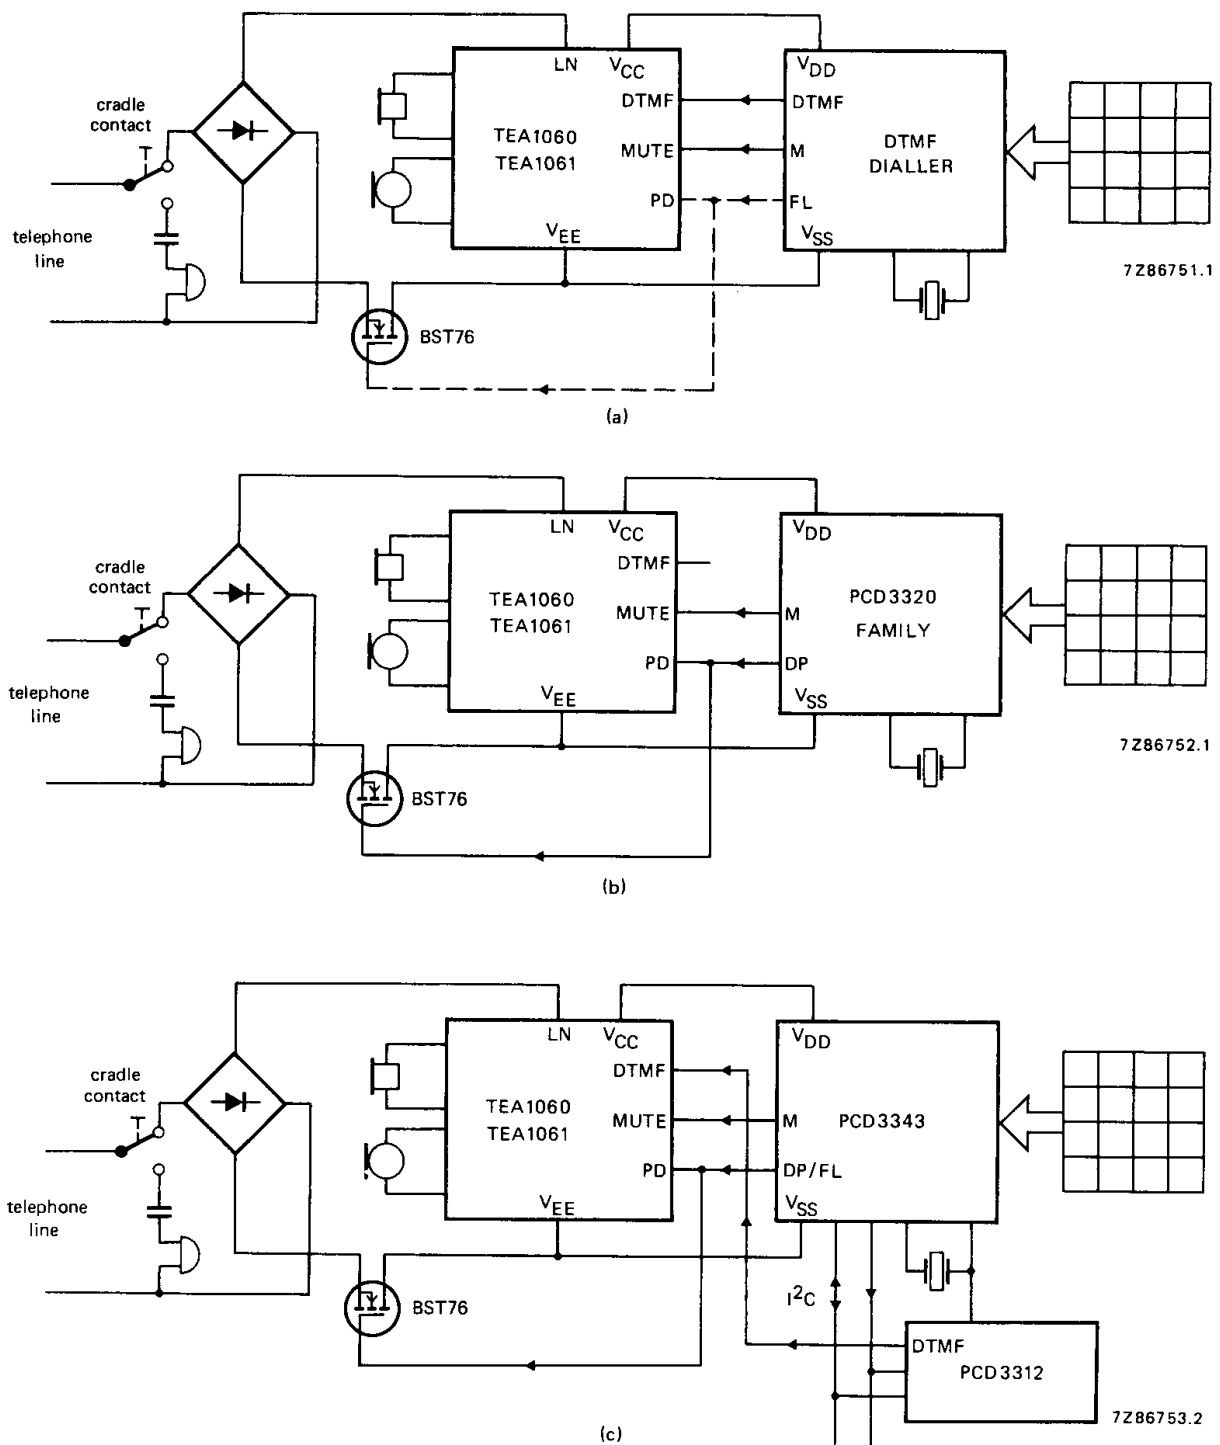 LN
VCC
VDD
cradle
contact
DTMF
DTMF
TEA1060
TEA1061
DTMF
DIALLER
MUTE
M
PD
FL
telephone
line
VEE
VSS
7Z86751.1
BST76
(a)
LN
VCC
VDD
cradle
contact
DTMF
TEA1060
TEA1061
PCD3320
FAMILY
MUTE
M
PD
DP
telephone
line
VEE
VSS
7Z86752.1
BST76
(b)
LN
VCC
VDD
cradle
contact
DTMF
TEA1060
TEA1061
PCD3343
MUTE
M
PD
DP/FL
telephone
line
VEE
VSS
I²C
BST76
DTMF
PCD3312
7Z86753.2
(c)